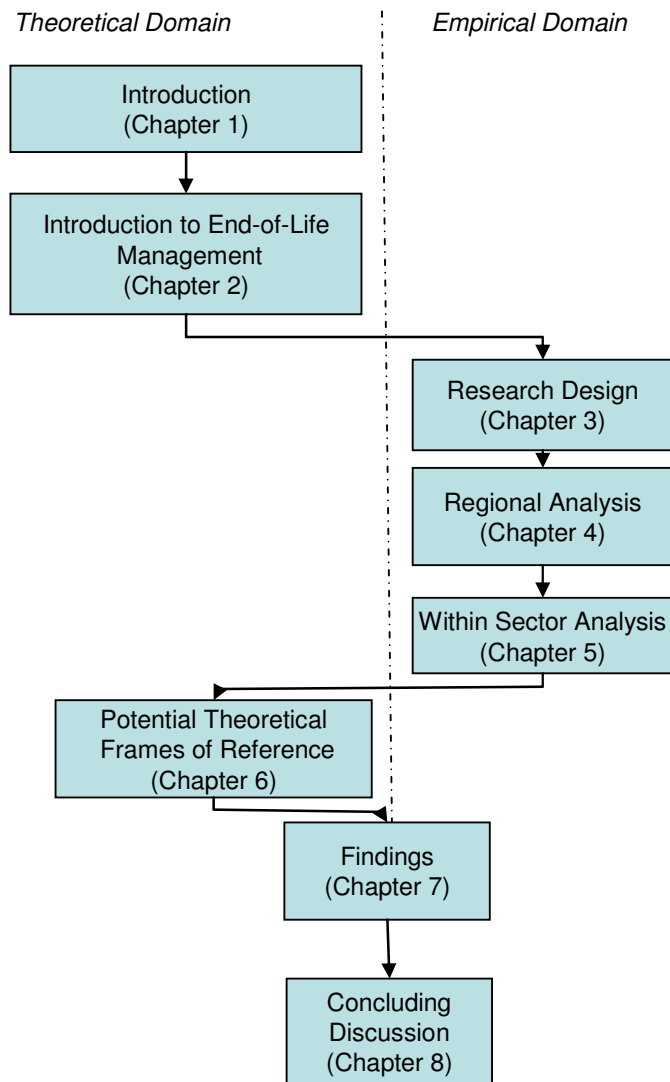 Theoretical Domain
Empirical Domain
Introduction
(Chapter 1)
Introduction to End-of-Life
Management
(Chapter 2)
Research Design
(Chapter 3)
Regional Analysis
(Chapter 4)
Within Sector Analysis
(Chapter 5)
Potential Theoretical
Frames of Reference
(Chapter 6)
Findings
(Chapter 7)
Concluding
Discussion
(Chapter 8)